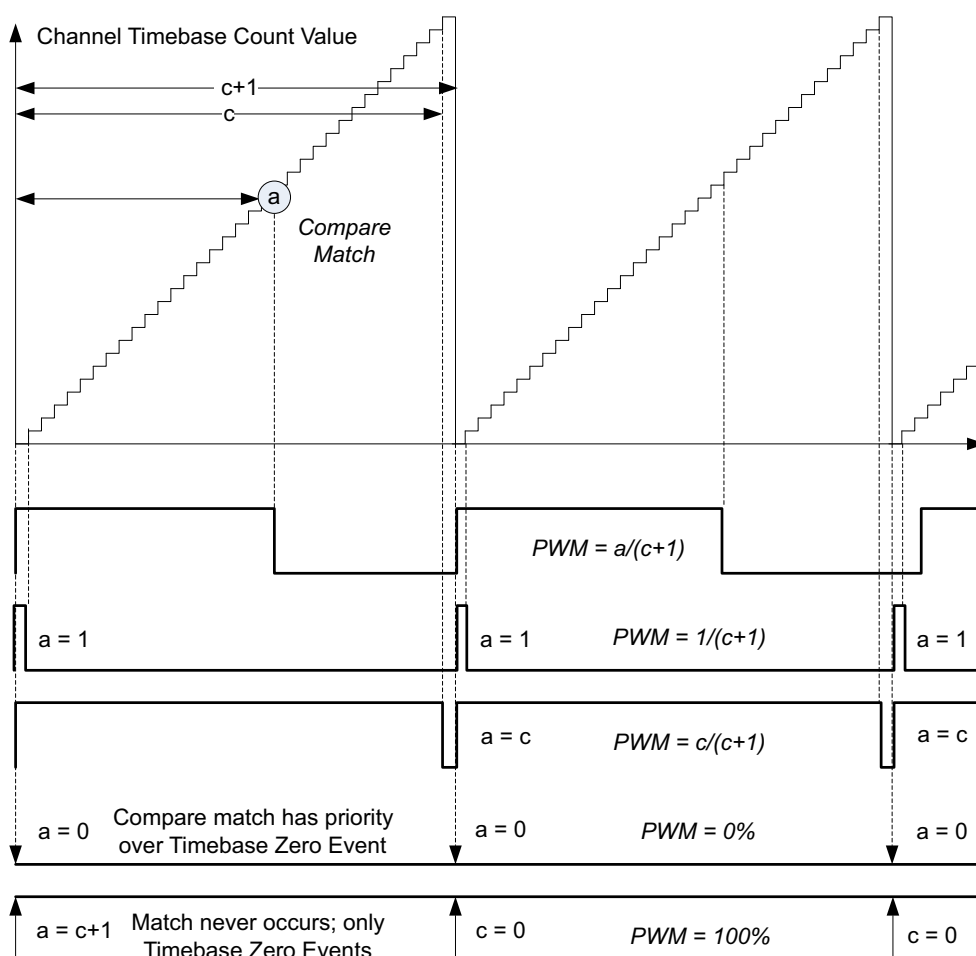 Channel Timebase Count Value
c+1
c
a
Compare
Match
PWM = a/(c+1)
a = 1
a = 1
PWM = 1/(c+1)
a = 1
a = c
PWM = c/(c+1)
a = c
a = 0
Compare match has priority
over Timebase Zero Event
a = 0
PWM = 0%
a = 0
a = c+1
Match never occurs; only
Timebase Zero Events
c = 0
PWM = 100%
c = 0